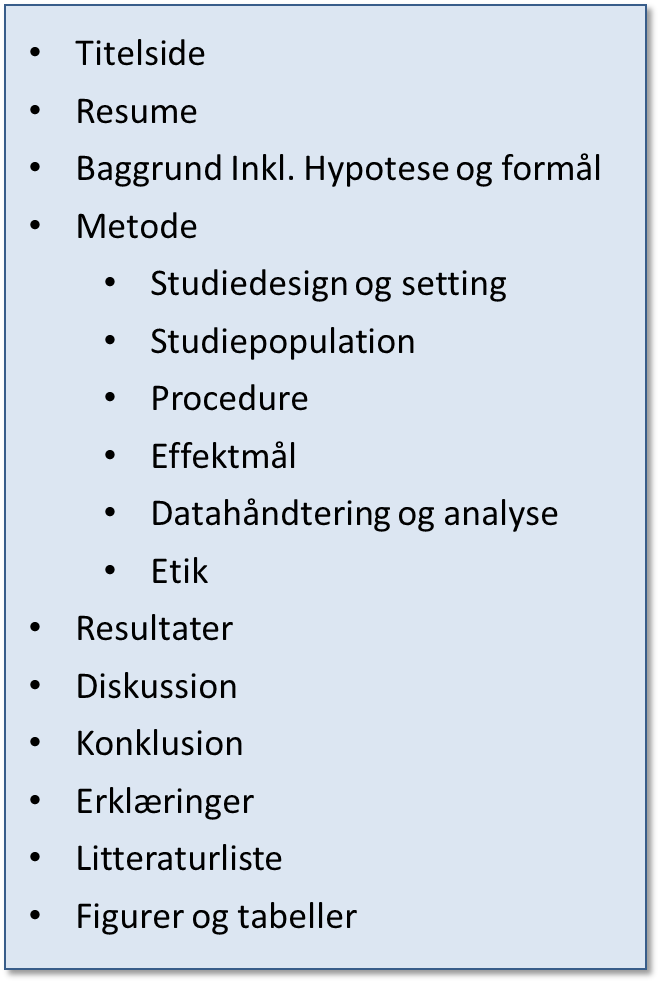 • Titelside
• Resume
• Baggrund Inkl. Hypotese og formål
• Metode
• Studiedesign og setting
• Studiepopulation
• Procedure
• Effektmål
• Datahåndtering og analyse
• Etik
• Resultater
• Diskussion
• Konklusion
• Erklæringer
• Litteraturliste
• Figurer og tabeller